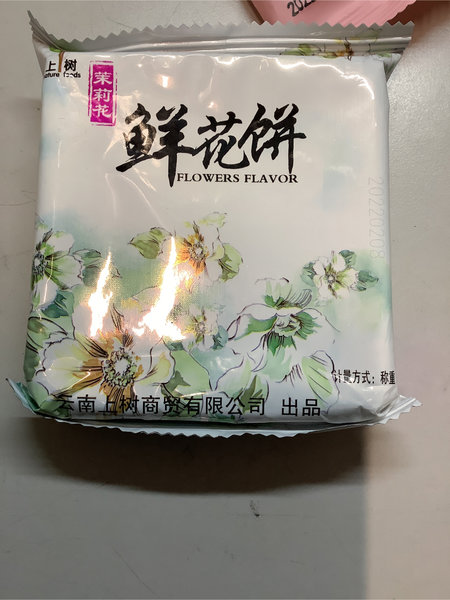 上树
ature foods
茉莉花
鲜花饼
FLOWERS FLAVOR
20220208
计量方式：称重
云南上树商贸有限公司 出品
202